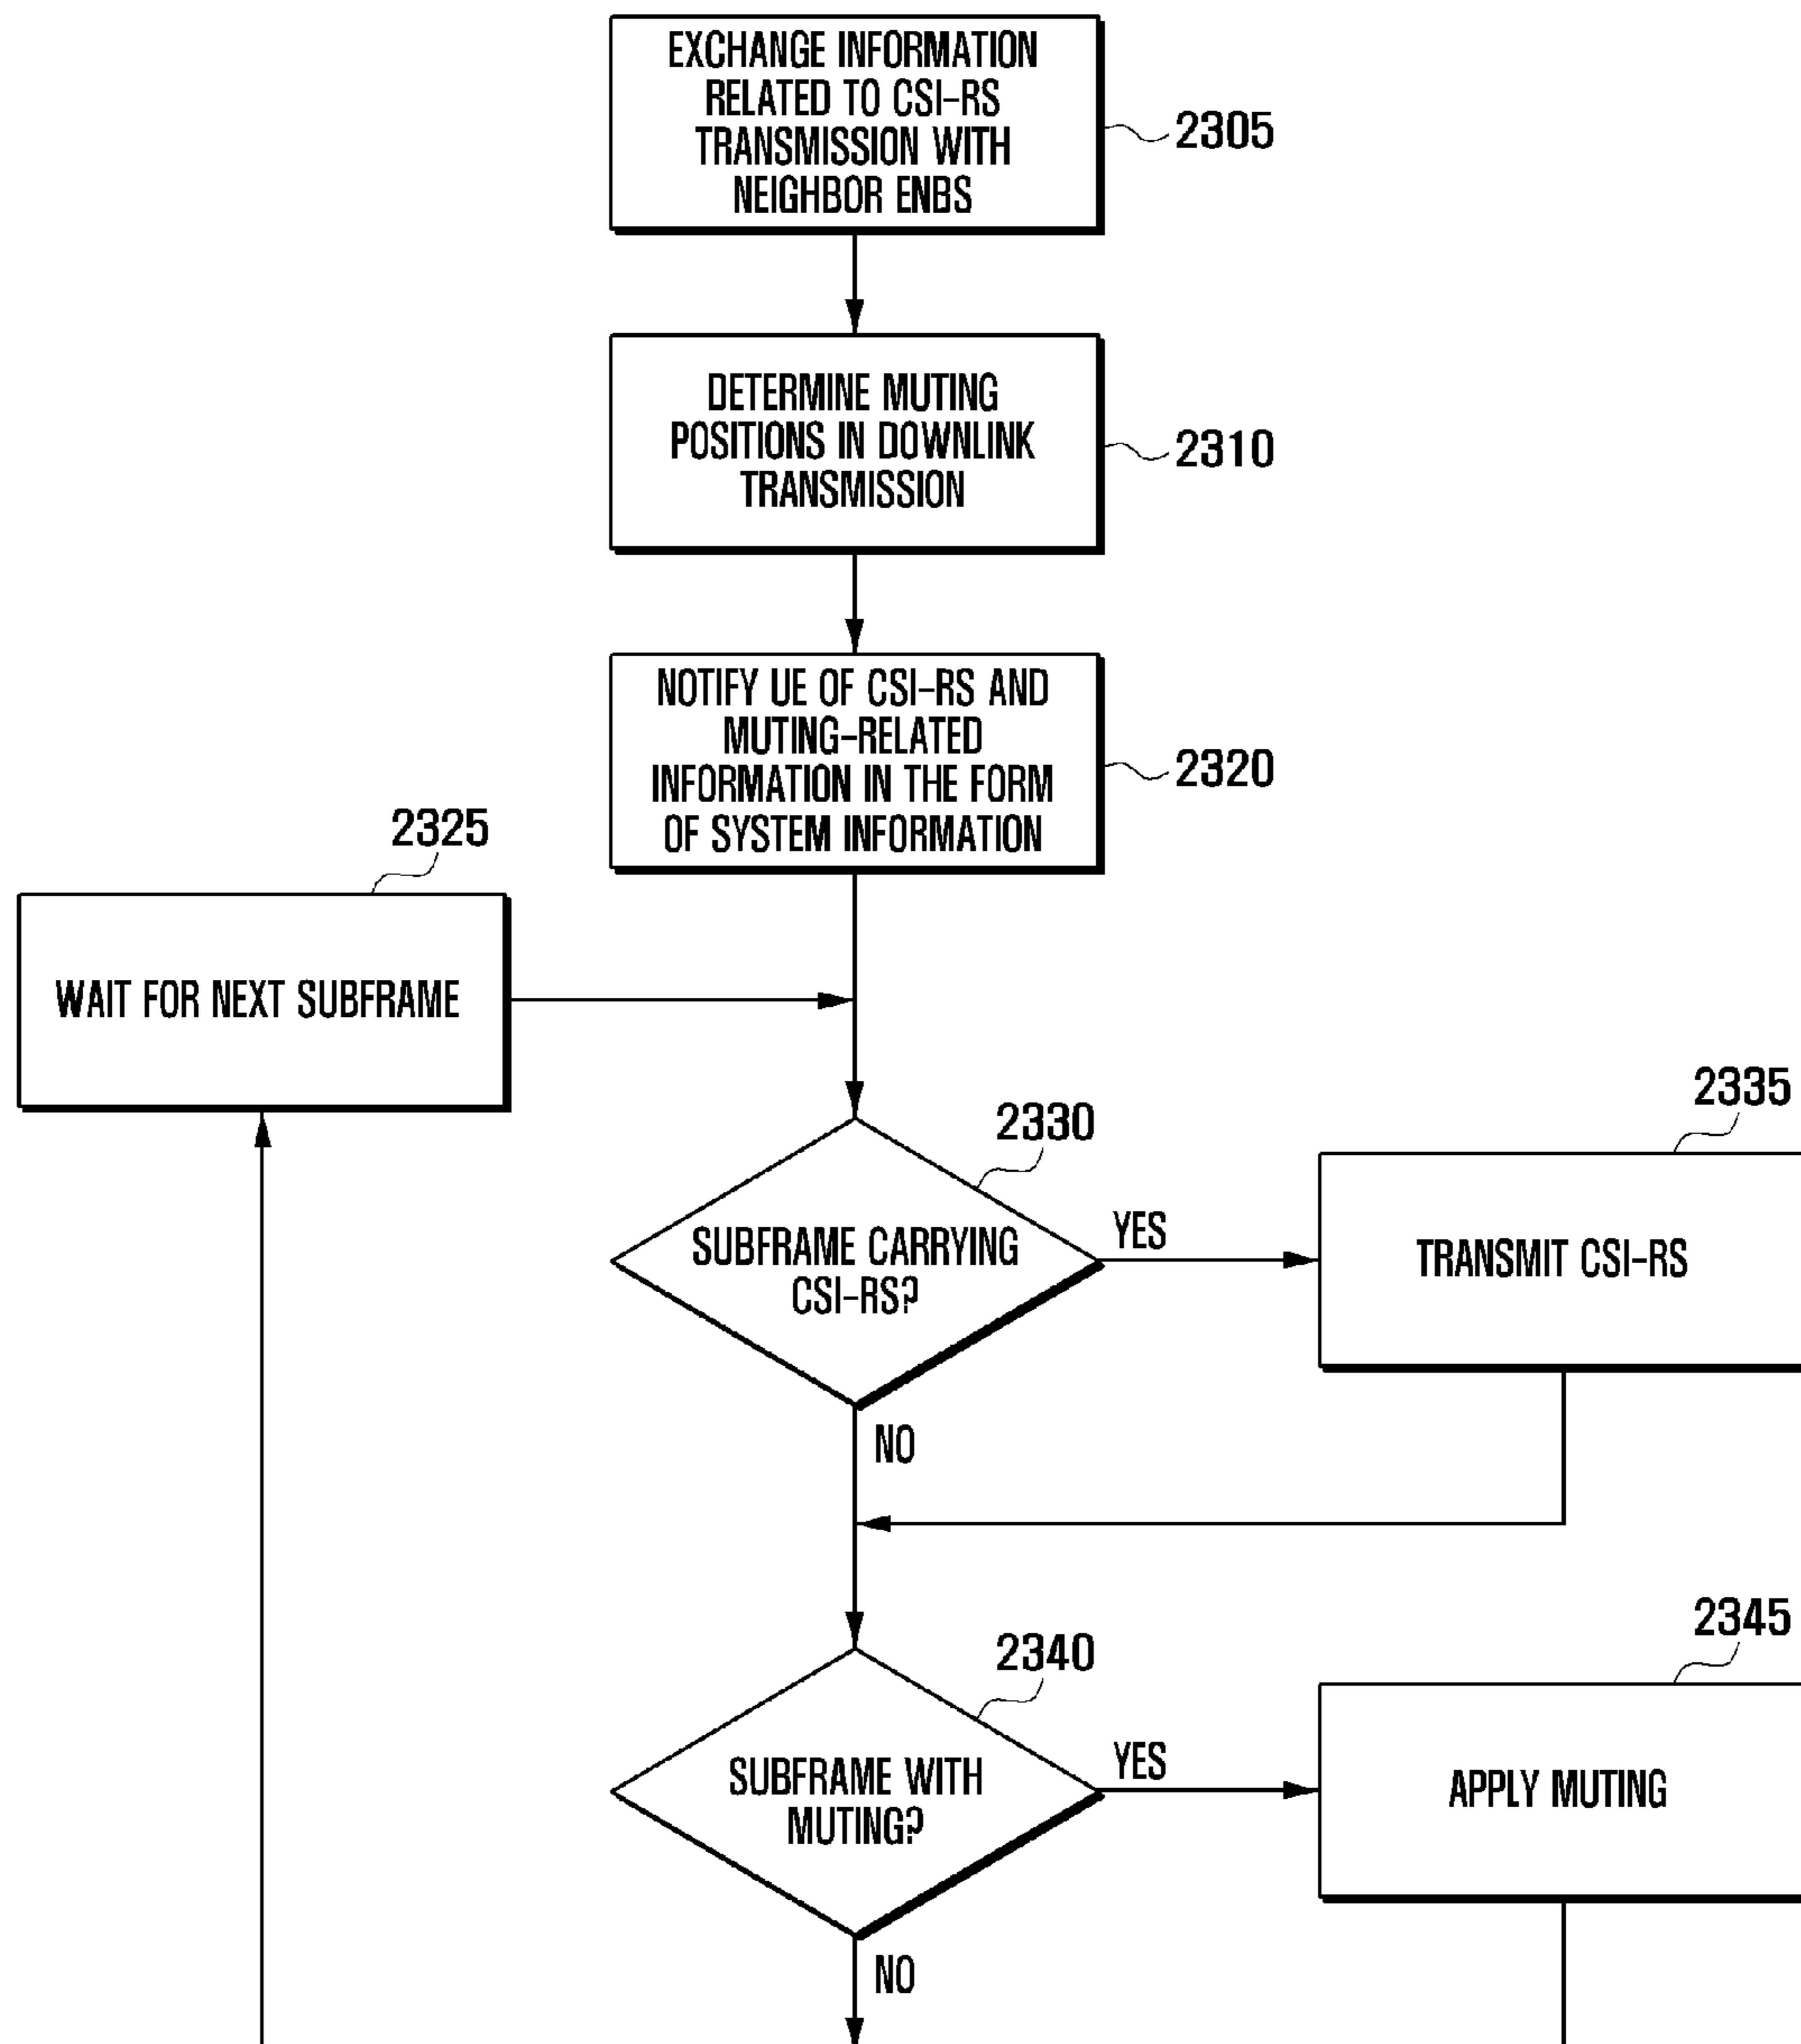 EXCHANGE INFORMATION
RELATED TO CSI-RS
TRANSMISSION WITH
NEIGHBOR ENBS
2305
DETERMINE MUTING
POSITIONS IN DOWNLINK
TRANSMISSION
2310
NOTIFY UE OF CSI-RS AND
MUTING-RELATED
INFORMATION IN THE FORM
OF SYSTEM INFORMATION
2320
2325
WAIT FOR NEXT SUBFRAME
2330
SUBFRAME CARRYING
CSI-RS?
YES
NO
2335
TRANSMIT CSI-RS
2340
SUBFRAME WITH
MUTING?
YES
NO
2345
APPLY MUTING